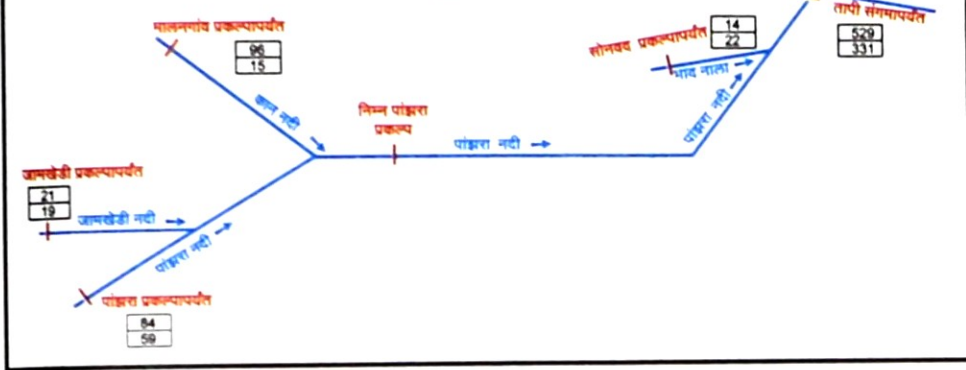 मालनगांव प्रकल्पापर्यंत
96
15
कान नदी
निम्न पांझरा
प्रकल्प
पांझरा नदी
जामखेडी प्रकल्पापर्यंत
21
19
जामखेडी नदी
पांझरा नदी
पांझरा प्रकल्पापर्यंत
84
59
सोनवद प्रकल्पापर्यंत
14
22
भाद नाला
पांझरा नदी
तापी संगमापर्यंत
529
331